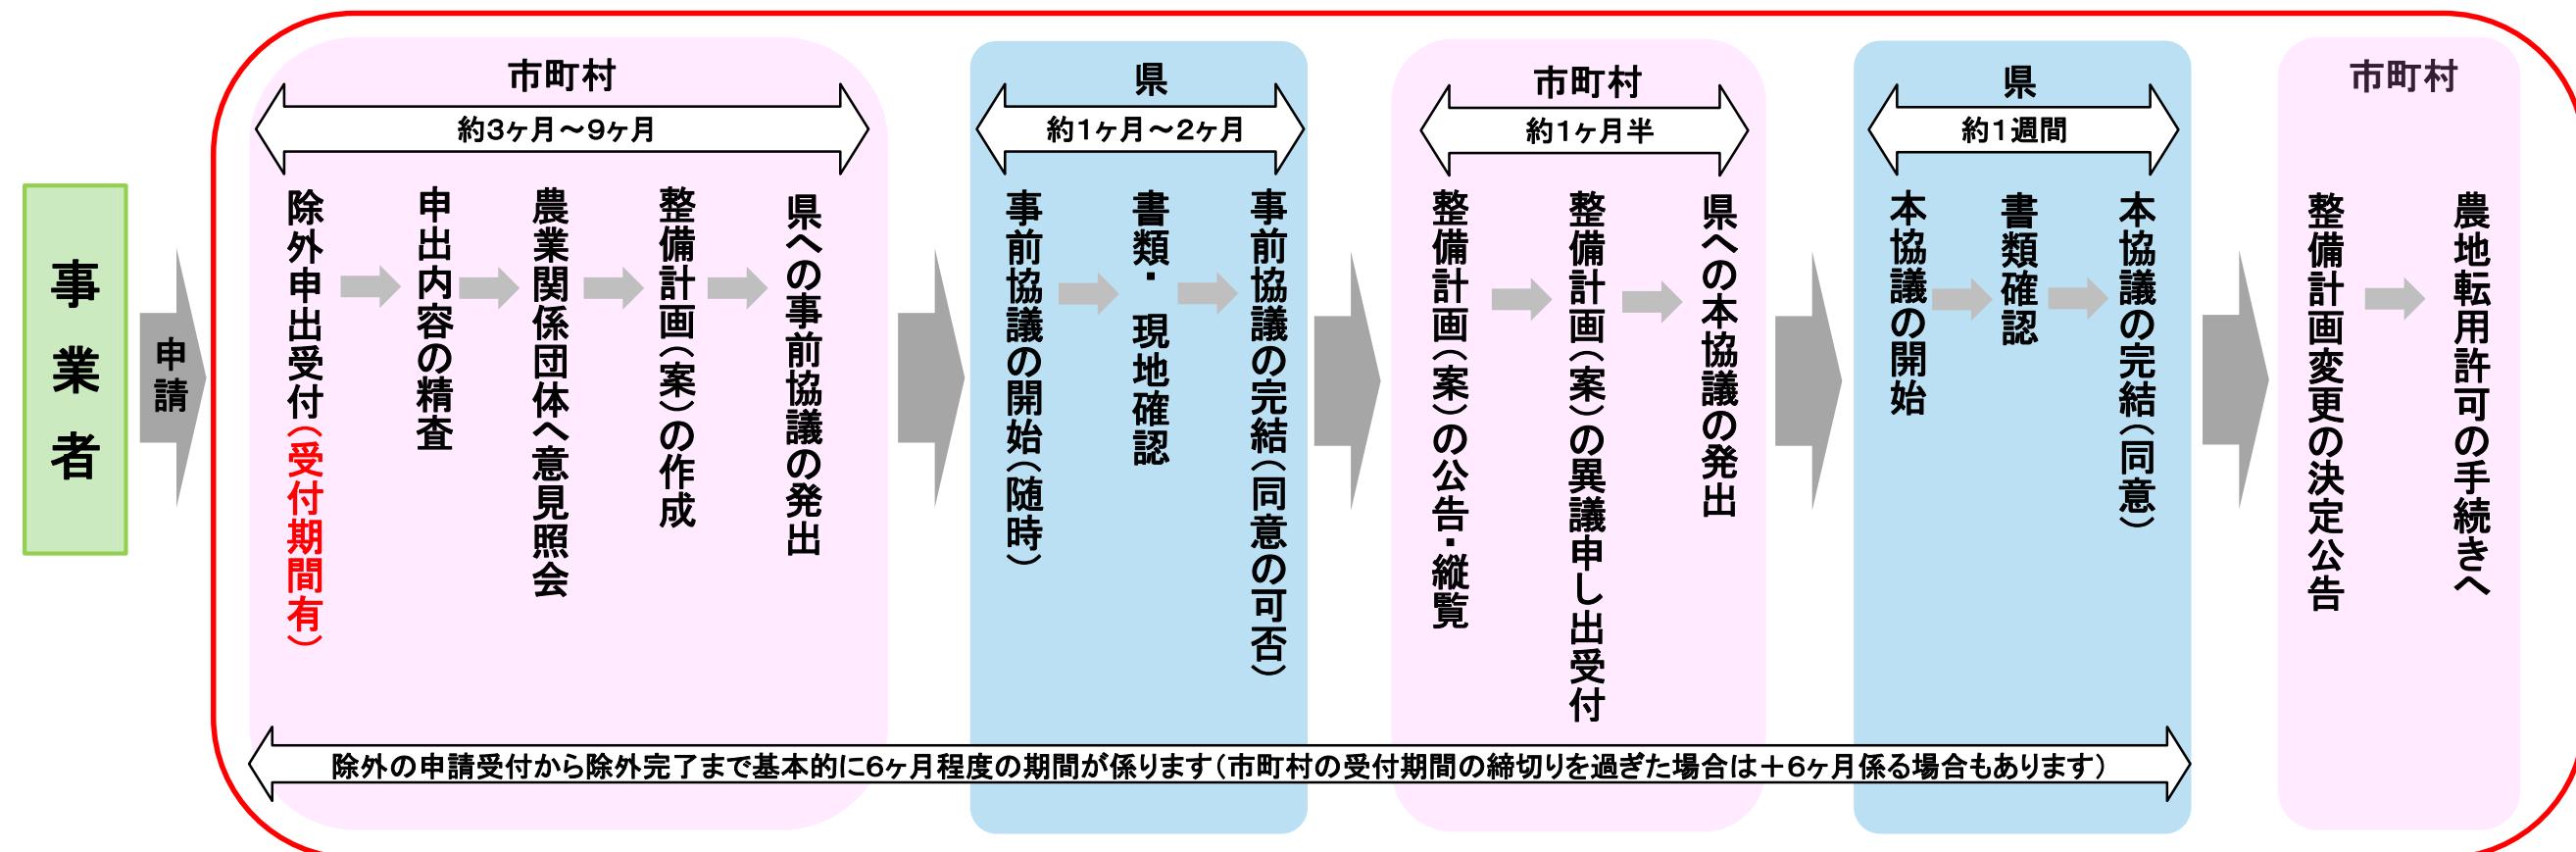 事業者
申請
市町村
約3ヶ月～9ヶ月
除外申出受付（受付期間有）
申出内容の精査
農業関係団体へ意見照会
整備計画（案）の作成
県への事前協議の発出
県
約1ヶ月～2ヶ月
事前協議の開始（随時）
書類・現地確認
事前協議の完結（同意の可否）
市町村
約1ヶ月半
整備計画（案）の公告・縦覧
整備計画（案）の異議申し出受付
県への本協議の発出
県
約1週間
本協議の開始
書類確認
本協議の完結（同意）
市町村
整備計画変更の決定公告
農地転用許可の手続きへ
除外の申請受付から除外完了まで基本的に6ヶ月程度の期間が係ります（市町村の受付期間の締切りを過ぎた場合は＋6ヶ月係る場合もあります）